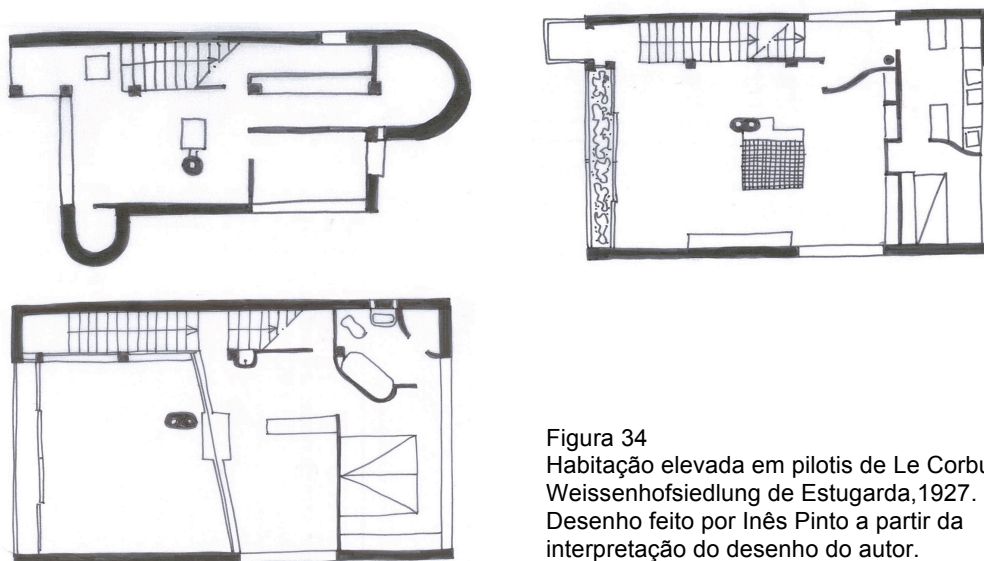 Figura 34
Habitação elevada em pilotis de Le Corbu
Weissenhofsiedlung de Estugarda,1927.
Desenho feito por Inês Pinto a partir da
interpretação do desenho do autor.